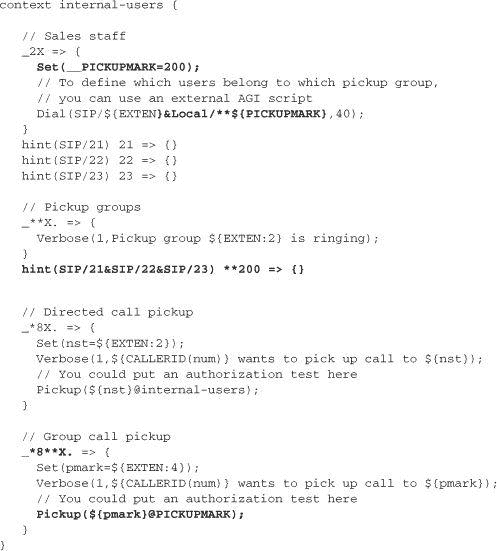 context internal-users {
// Sales staff
_2X => {
Set(__PICKUPMARK=200);
// To define which users belong to which pickup group,
// you can use an external AGI script
Dial(SIP/${EXTEN}&Local/**${PICKUPMARK},40);
}
hint(SIP/21) 21 => {}
hint(SIP/22) 22 => {}
hint(SIP/23) 23 => {}
// Pickup groups
_**X. => {
Verbose(1,Pickup group ${EXTEN:2} is ringing);
}
hint(SIP/21&SIP/22&SIP/23) **200 => {}
// Directed call pickup
_*8X. => {
Set(nst=${EXTEN:2});
Verbose(1,${CALLERID(num)} wants to pick up call to ${nst});
// You could put an authorization test here
Pickup(${nst}@internal-users);
}
// Group call pickup
_*8**X. => {
Set(pmark=${EXTEN:4});
Verbose(1,${CALLERID(num)} wants to pick up call to ${pmark});
// You could put an authorization test here
Pickup(${pmark}@PICKUPMARK);
}
}